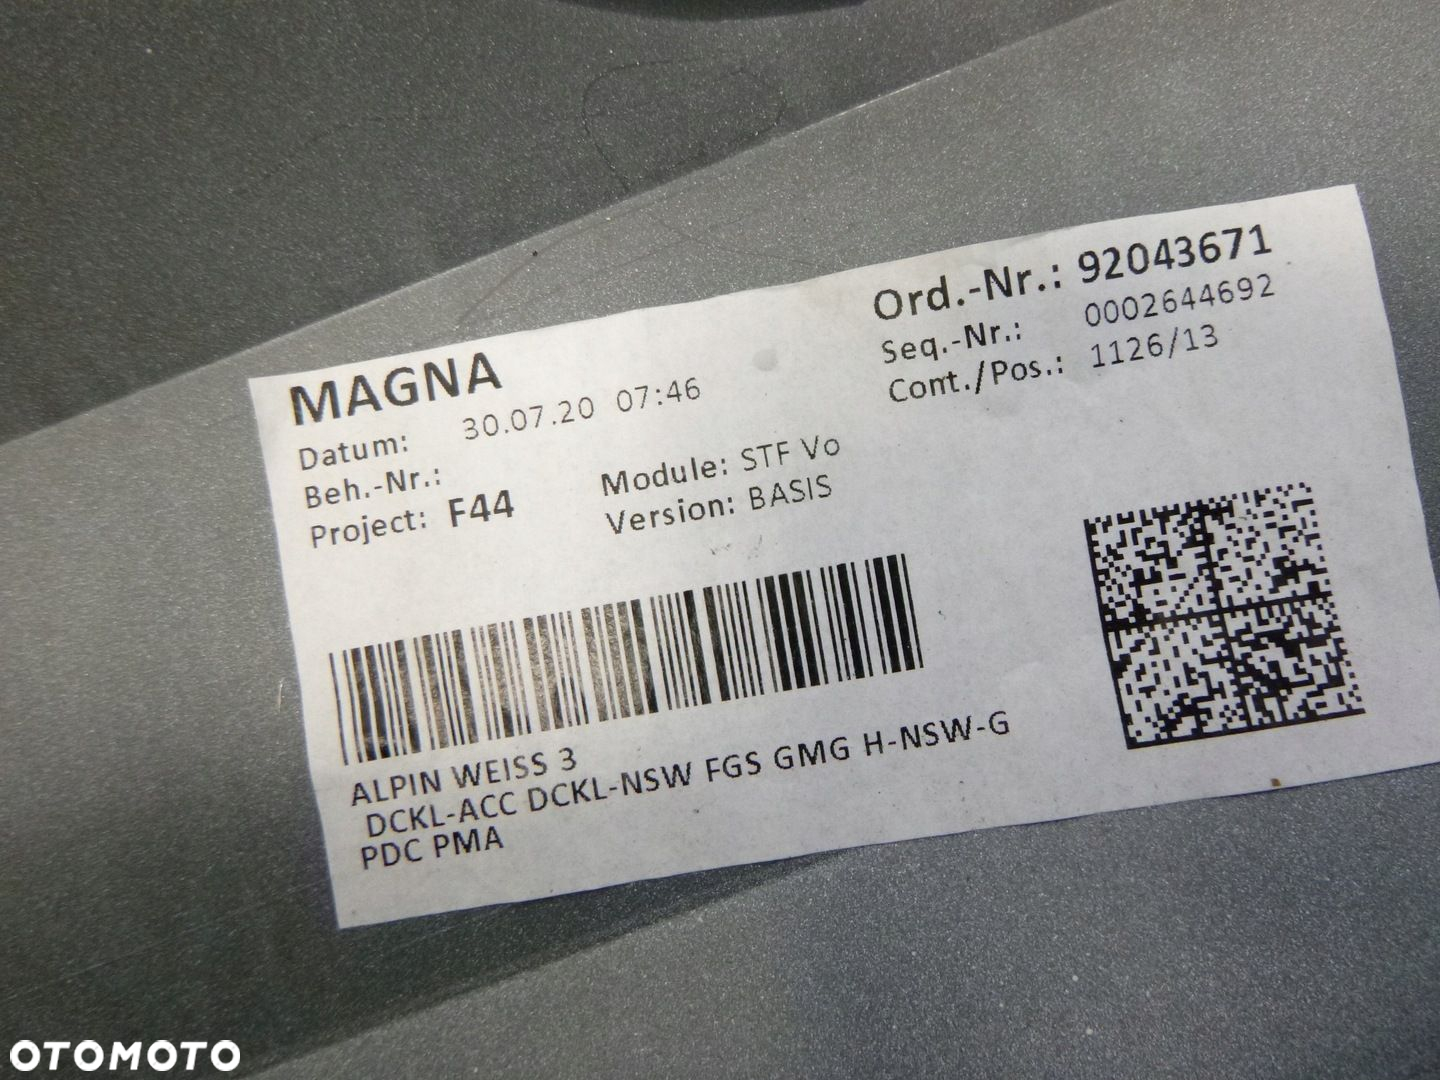 MAGNA
Datum: 30.07.20 07:46
Beh.-Nr.:
Project: F44
Module: STF Vo
Version: BASIS
Ord.-Nr.: 92043671
Seq.-Nr.: 0002644692
Cont./Pos.: 1126/13
ALPIN WEISS 3
DCKL-ACC DCKL-NSW FGS GMG H-NSW-G
PDC PMA
OTOMOTO